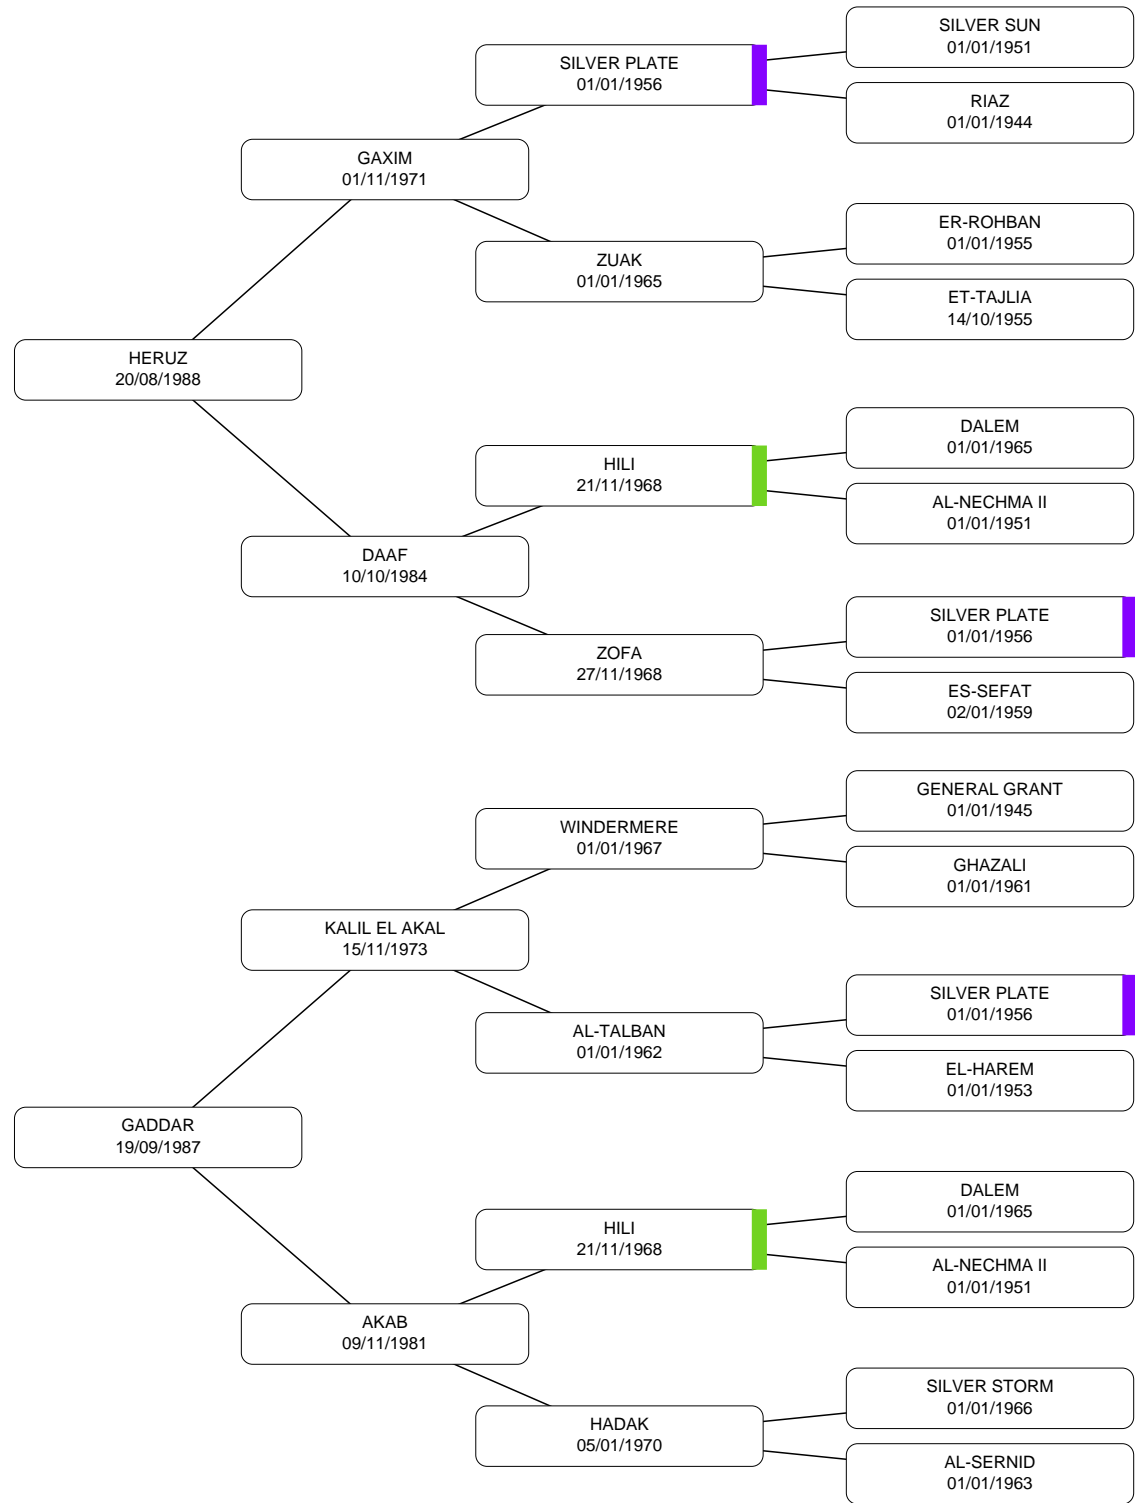 SILVER SUN
01/01/1951
SILVER PLATE
01/01/1956
RIAZ
01/01/1944
GAXIM
01/11/1971
ER-ROHBAN
01/01/1955
ZUAK
01/01/1965
ET-TAJLIA
14/10/1955
HERUZ
20/08/1988
DALEM
01/01/1965
HILI
21/11/1968
AL-NECHMA II
01/01/1951
DAAF
10/10/1984
SILVER PLATE
01/01/1956
ZOFA
27/11/1968
ES-SEFAT
02/01/1959
GENERAL GRANT
01/01/1945
WINDERMERE
01/01/1967
GHAZALI
01/01/1961
KALIL EL AKAL
15/11/1973
SILVER PLATE
01/01/1956
AL-TALBAN
01/01/1962
EL-HAREM
01/01/1953
GADDAR
19/09/1987
DALEM
01/01/1965
HILI
21/11/1968
AL-NECHMA II
01/01/1951
AKAB
09/11/1981
SILVER STORM
01/01/1966
HADAK
05/01/1970
AL-SERNID
01/01/1963